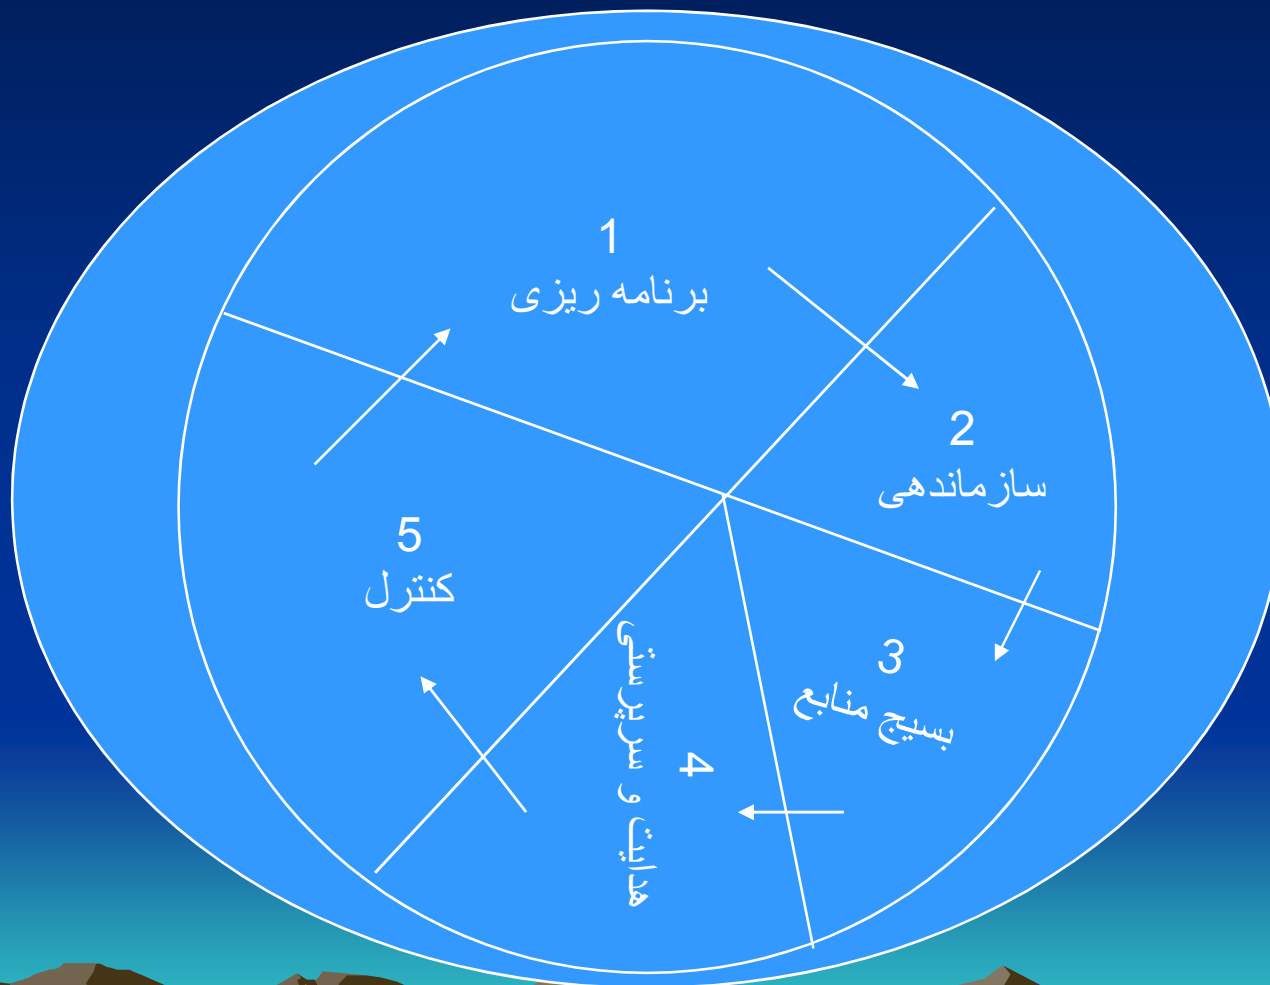 1
برنامه ریزی
2
سازماندهی
3
بسیج منابع
4
هدایت و سرپرستی
5
کنترل